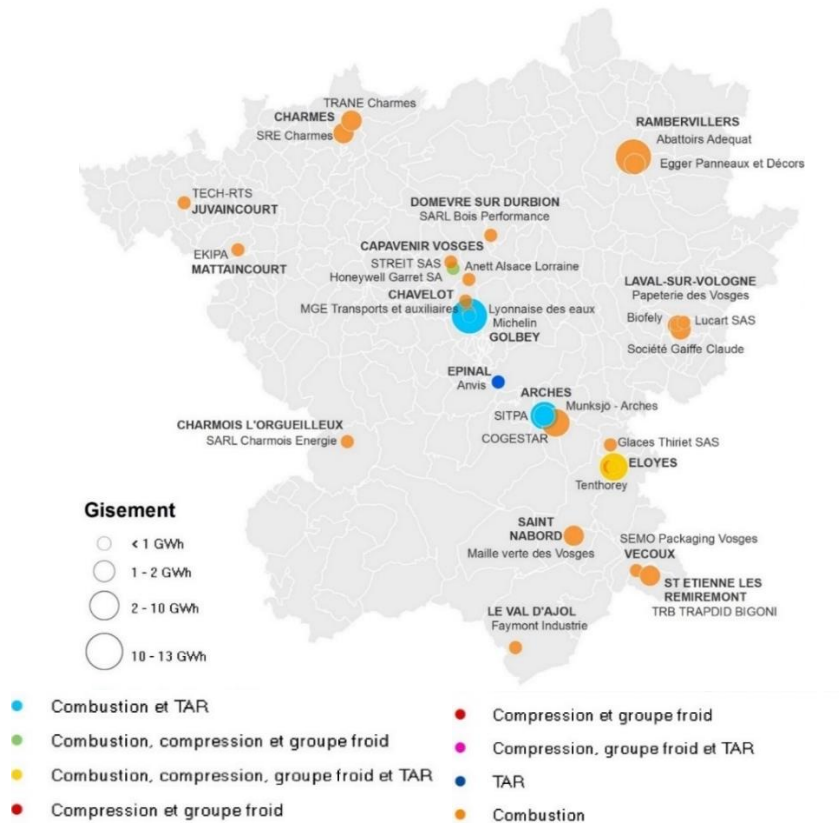 TRANE Charmes
CHARMES
SRE Charmes
RAMBERVILLERS
Abattoirs Adequat
Egger Panneaux et Décors
TECH-RTS
JUVAINCOURT
DOMEVRE SUR DURBION
SARL Bois Performance
EKIPA
MATTAINCOURT
CAPAVENIR VOSGES
STREIT SAS
Anett Alsace Lorraine
Honeywell Garret SA
CHAVELOT
MGE Transports et auxiliaires
Lyonnaise des eaux
Michelin
GOLBEY
LAVAL-SUR-VOLOGNE
Papeterie des Vosges
Biofely
Lucart SAS
Société Gaiffe Claude
EPINAL
Anvis
ARCHES
Munksjö - Arches
SITPA
COGESTAR
CHARMOIS L'ORGUEILLEUX
SARL Charmois Energie
Glaces Thiriet SAS
ELOYES
Tenthorey
SAINT
NABORD
Maille verte des Vosges
SEMO Packaging Vosges
VECOUX
ST ETIENNE LES
REMIREMONT
TRB TRAPDID BIGONI
LE VAL D'AJOL
Faymont Industrie
Gisement
< 1 GWh
1 - 2 GWh
2 - 10 GWh
10 - 13 GWh
Combustion et TAR
Combustion, compression et groupe froid
Combustion, compression, groupe froid et TAR
Compression et groupe froid
Compression et groupe froid
Compression, groupe froid et TAR
TAR
Combustion